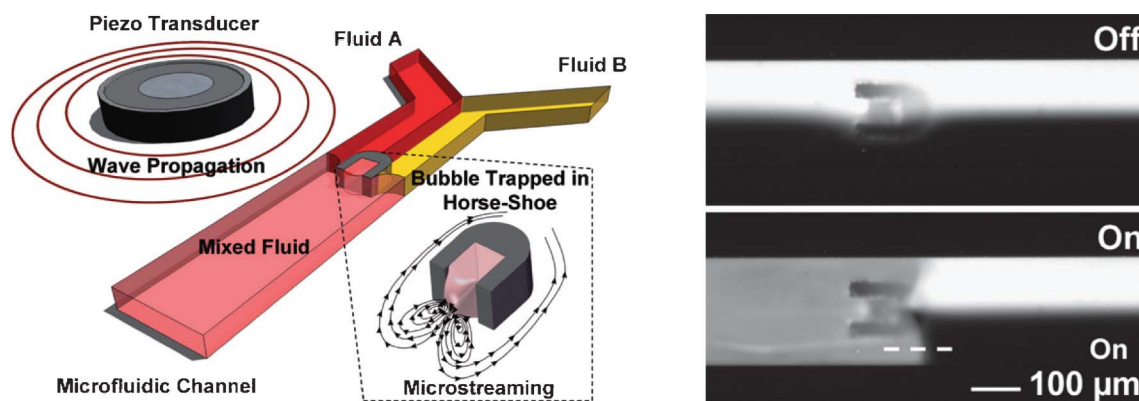 Piezo Transducer
Fluid A
Fluid B
Wave Propagation
Bubble Trapped in
Horse-Shoe
Mixed Fluid
Microfluidic Channel
Microstreaming
Off
On
On
100 μm